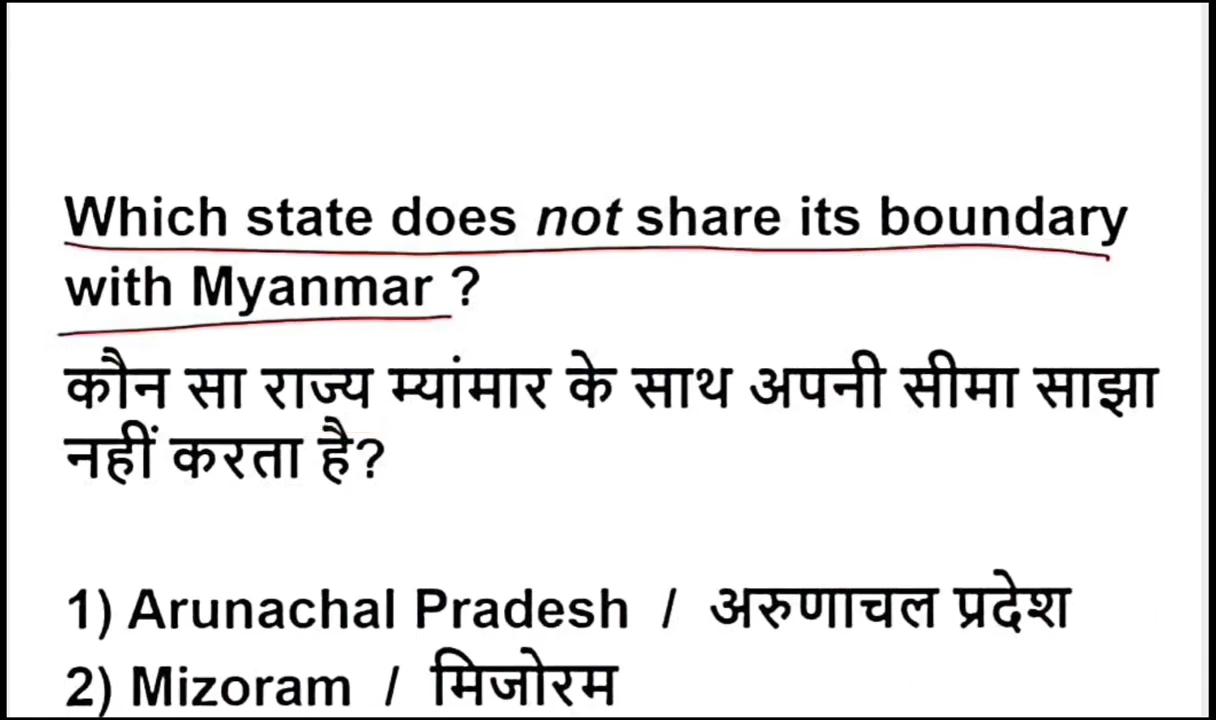 Which state does not share its boundary
with Myanmar ?
कौन सा राज्य म्यांमार के साथ अपनी सीमा साझा
नहीं करता है?
1) Arunachal Pradesh / अरुणाचल प्रदेश
2) Mizoram / मिजोरम